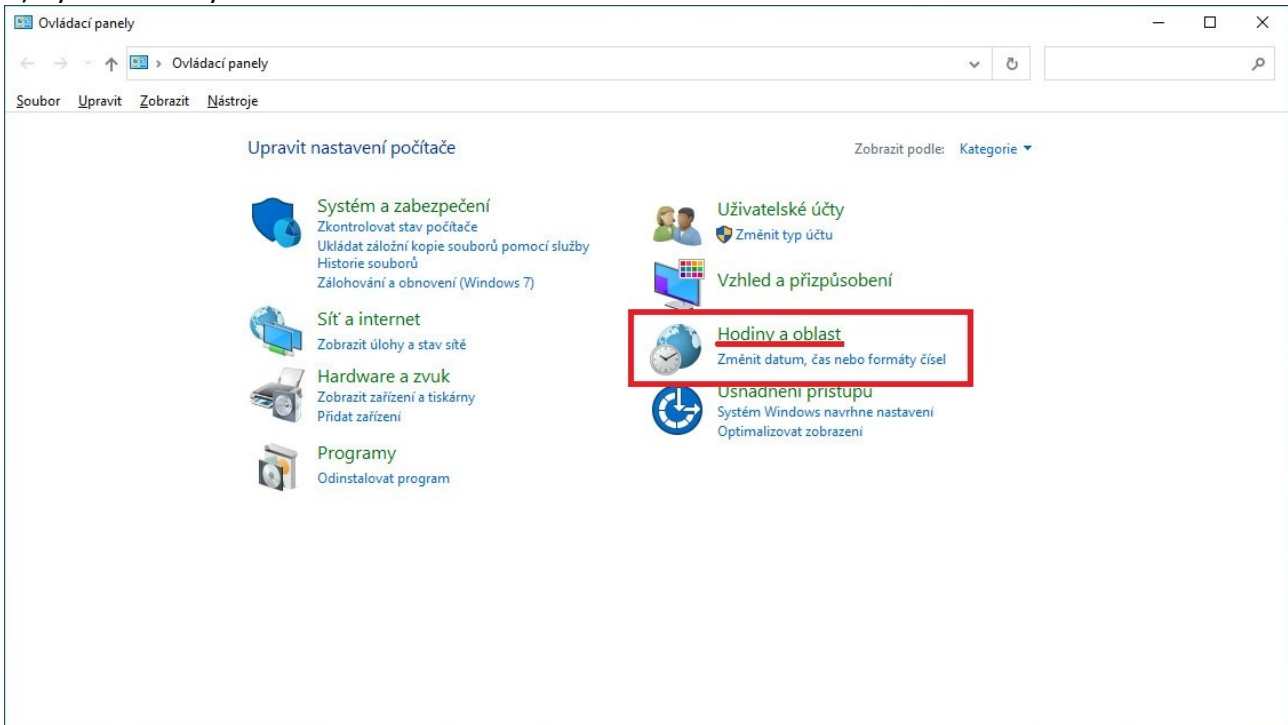 Ovládací panely
Ovládací panely
Soubor Upravit Zobrazit Nástroje
Upravit nastavení počítače
Zobrazit podle: Kategorie
Systém a zabezpečení
Zkontrolovat stav počítače
Ukládat záložní kopie souborů pomocí služby
Historie souborů
Zálohování a obnovení (Windows 7)
Síť a internet
Zobrazit úlohy a stav sítě
Hardware a zvuk
Zobrazit zařízení a tiskárny
Přidat zařízení
Programy
Odinstalovat program
Uživatelské účty
Změnit typ účtu
Vzhled a přizpůsobení
Hodiny a oblast
Změnit datum, čas nebo formáty čísel
Usnadnění přístupu
Systém Windows navrhne nastavení
Optimalizovat zobrazení